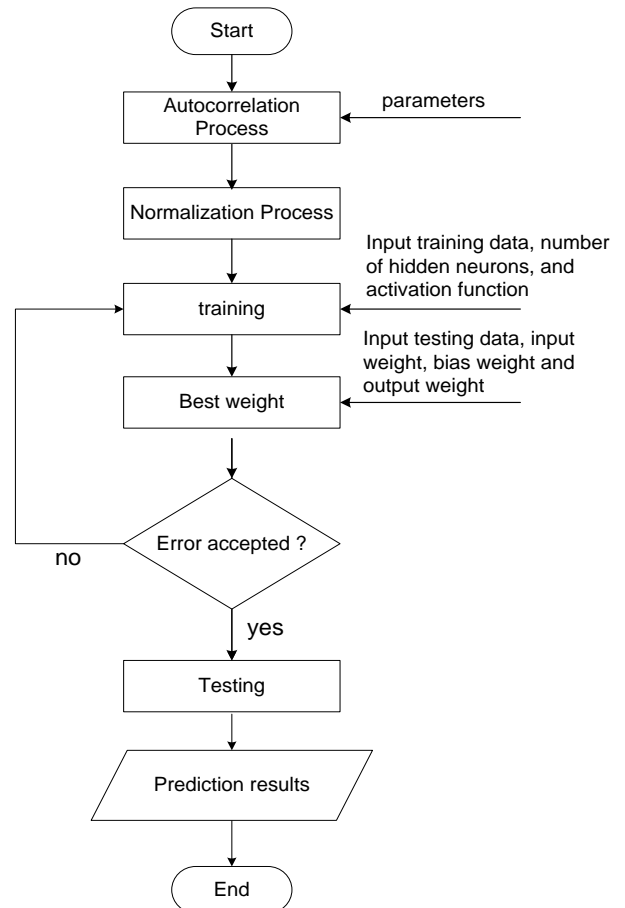 Start
Autocorrelation
Process
parameters
Normalization Process
Input training data, number
of hidden neurons, and
activation function
training
Input testing data, input
weight, bias weight and
output weight
Best weight
Error accepted ?
no
yes
Testing
Prediction results
End